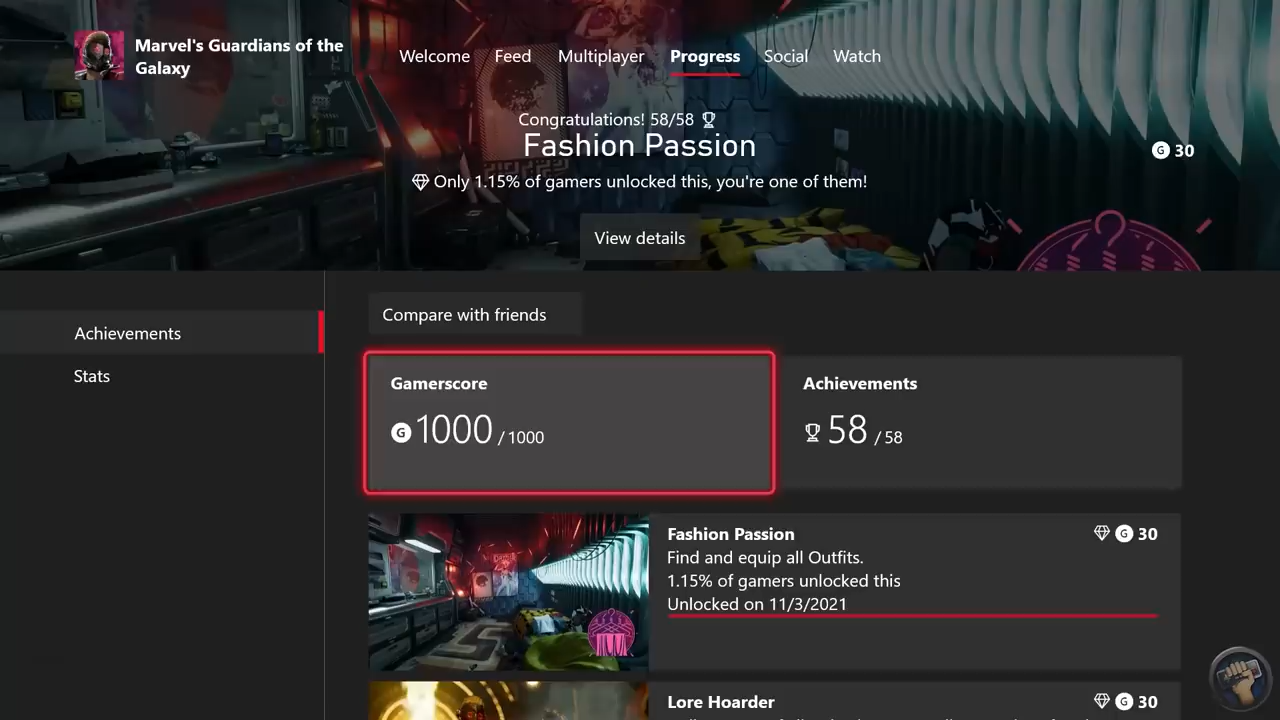 Marvel's Guardians of the
Galaxy
Welcome Feed Multiplayer Progress Social Watch
Congratulations! 58/58
Fashion Passion
Only 1.15% of gamers unlocked this, you're one of them!
G 30
View details
Achievements
Stats
Compare with friends
Gamerscore
G 1000 / 1000
Achievements
58 / 58
Fashion Passion
G 30
Find and equip all Outfits.
1.15% of gamers unlocked this
Unlocked on 11/3/2021
Lore Hoarder
G 30